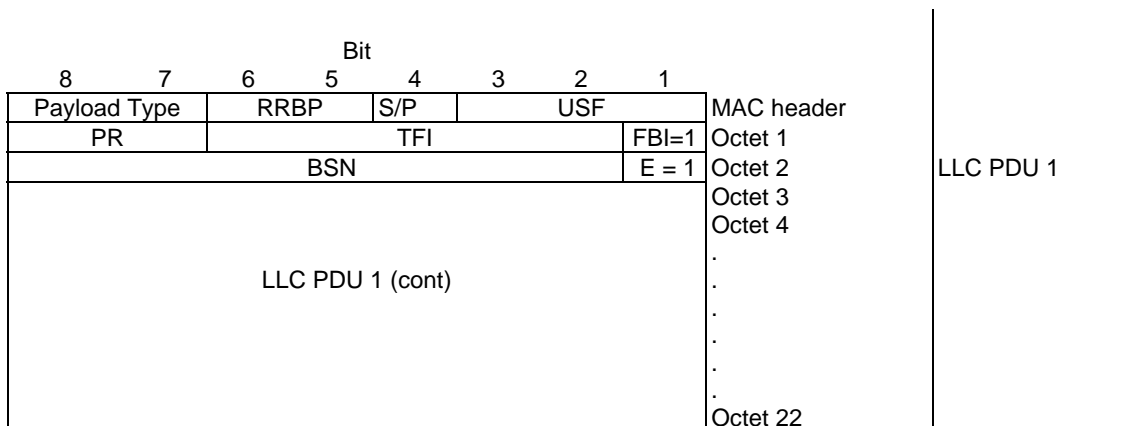 Bit
8 7 6 5 4 3 2 1
Payload Type RRBP S/P USF MAC header
PR TFI FBI=1 Octet 1
BSN E = 1 Octet 2 LLC PDU 1
Octet 3
Octet 4
.
LLC PDU 1 (cont) .
.
.
.
.
Octet 22